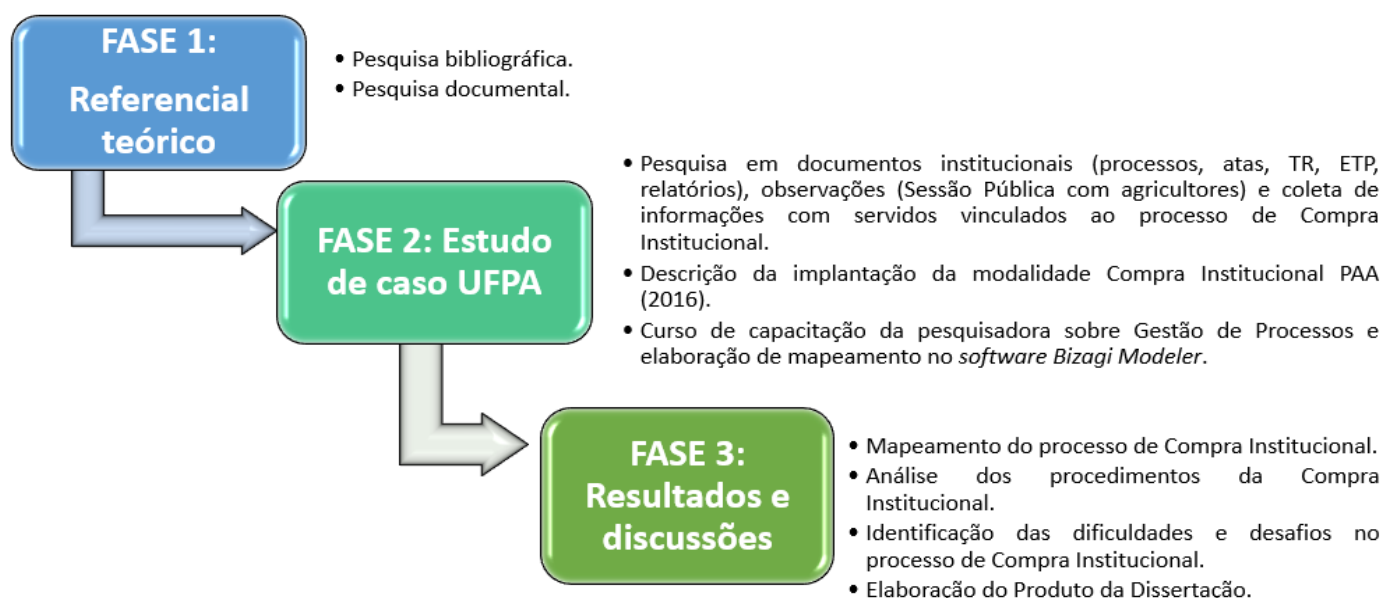 FASE 1:
Referencial
teórico
• Pesquisa bibliográfica.
• Pesquisa documental.
FASE 2: Estudo
de caso UFPA
• Pesquisa em documentos institucionais (processos, atas, TR, ETP,
relatórios), observações (Sessão Pública com agricultores) e coleta de
informações com servidos vinculados ao processo de Compra
Institucional.
• Descrição da implantação da modalidade Compra Institucional PAA
(2016).
• Curso de capacitação da pesquisadora sobre Gestão de Processos e
elaboração de mapeamento no software Bizagi Modeler.
FASE 3:
Resultados e
discussões
• Mapeamento do processo de Compra Institucional.
• Análise dos procedimentos da Compra
Institucional.
• Identificação das dificuldades e desafios no
processo de Compra Institucional.
• Elaboração do Produto da Dissertação.